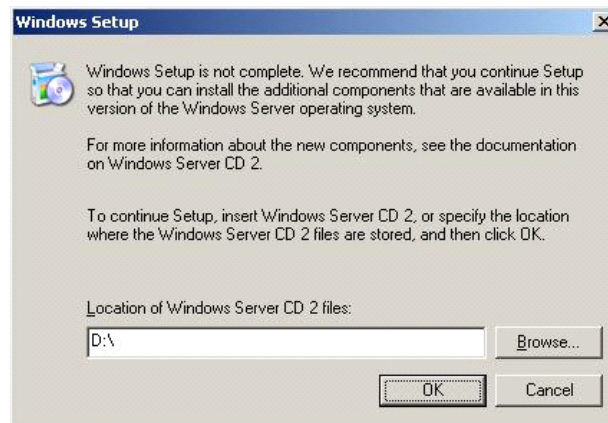 Windows Setup
Windows Setup is not complete. We recommend that you continue Setup
so that you can install the additional components that are available in this
version of the Windows Server operating system.
For more information about the new components, see the documentation
on Windows Server CD 2.
To continue Setup, insert Windows Server CD 2, or specify the location
where the Windows Server CD 2 files are stored, and then click OK.
Location of Windows Server CD 2 files:
D:\
Browse...
OK
Cancel